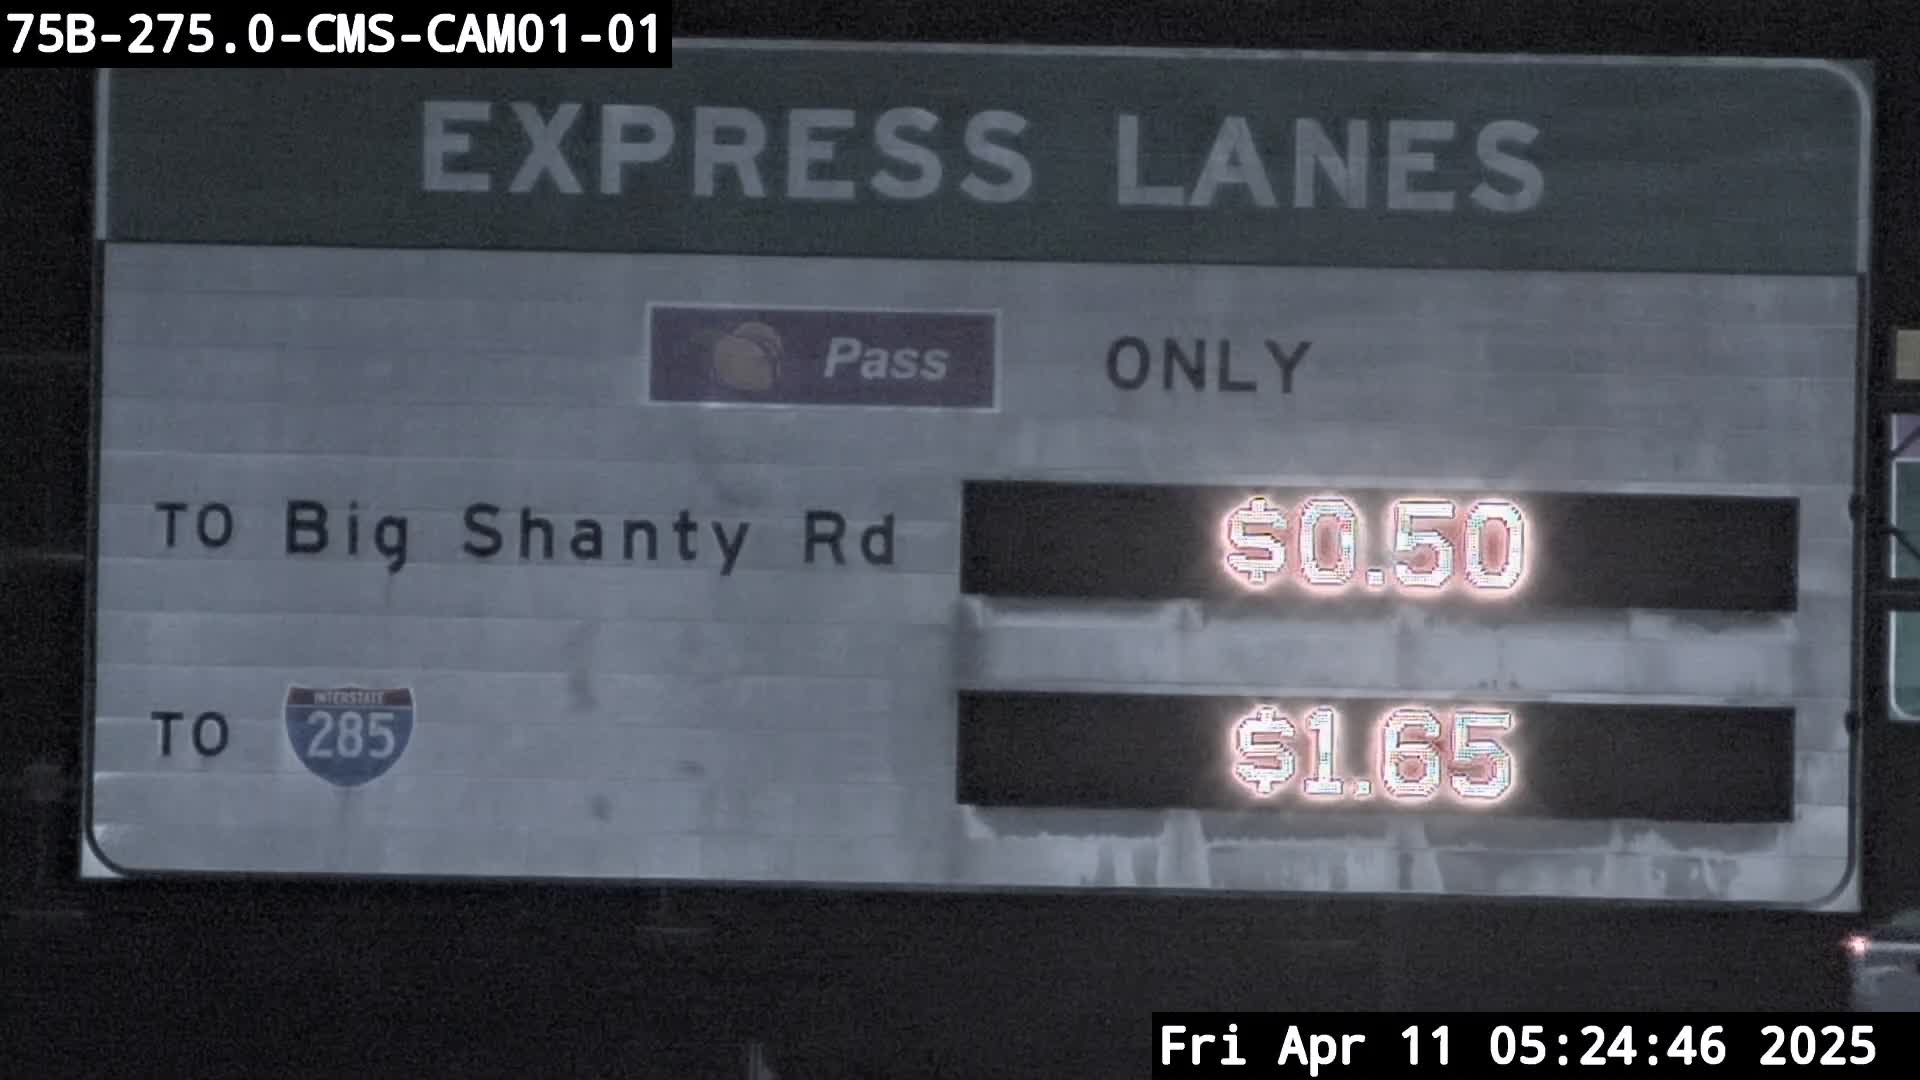 75B-275.0-CMS-CAM01-01
EXPRESS LANES
Pass ONLY
TO Big Shanty Rd $0.50
TO INTERSTATE 285 $1.65
Fri Apr 11 05:24:46 2025